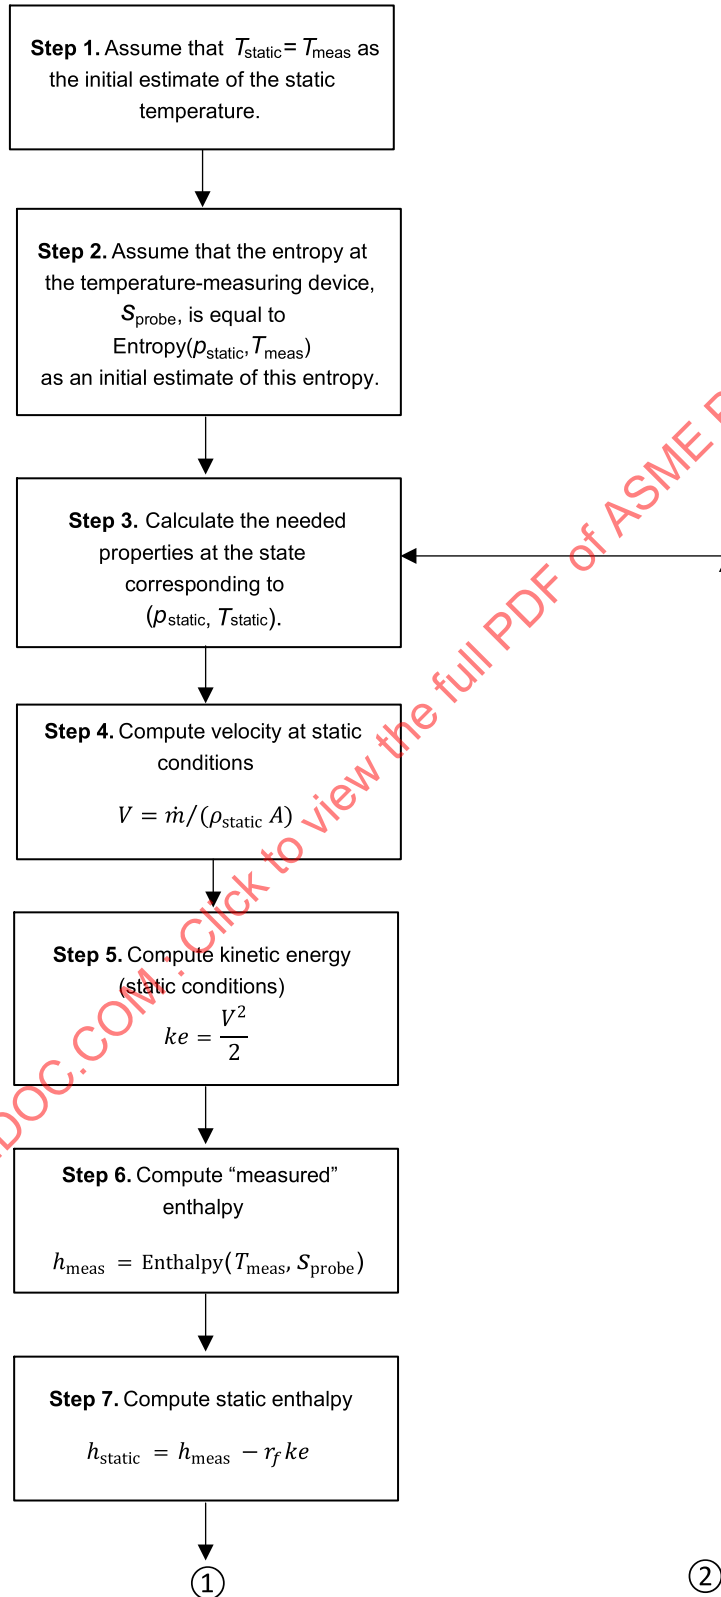 Step 1. Assume that T_static = T_meas as
the initial estimate of the static
temperature.
Step 2. Assume that the entropy at
the temperature-measuring device,
s_probe, is equal to
Entropy(p_static, T_meas)
as an initial estimate of this entropy.
Step 3. Calculate the needed
properties at the state
corresponding to
(p_static, T_static).
Step 4. Compute velocity at static
conditions
V = ṁ/(ρ_static A)
Step 5. Compute kinetic energy
(static conditions)
ke = V²/2
Step 6. Compute “measured”
enthalpy
h_meas = Enthalpy(T_meas, s_probe)
Step 7. Compute static enthalpy
h_static = h_meas − r_f ke
① ②
DOC.COM : Click to view the full PDF of ASME